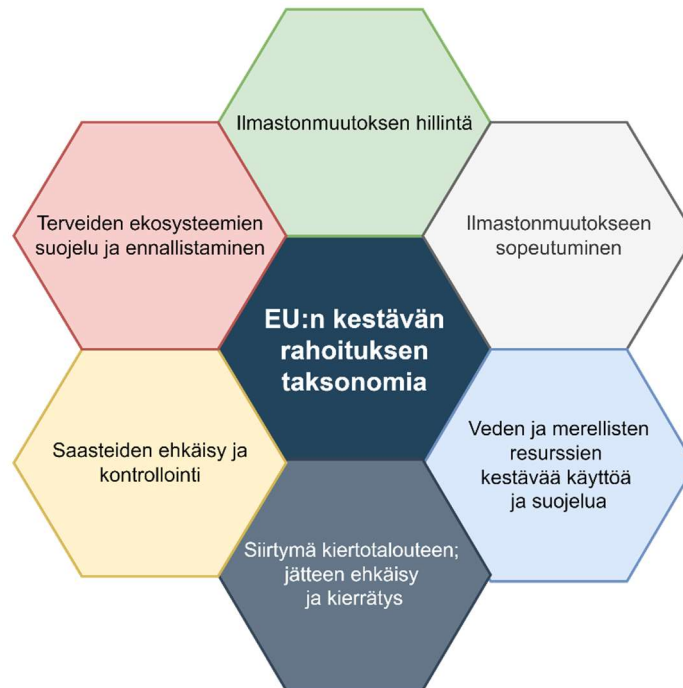 Ilmastonmuutoksen hillintä
Terveiden ekosysteemien
suojelu ja ennallistaminen
Ilmastonmuutokseen
sopeutuminen
EU:n kestävän
rahoituksen
taksonomia
Saasteiden ehkäisy ja
kontrollointi
Veden ja merellisten
resurssien
kestävää käyttöä
ja suojelua
Siirtymä kiertotalouteen;
jätteen ehkäisy
ja kierrätys